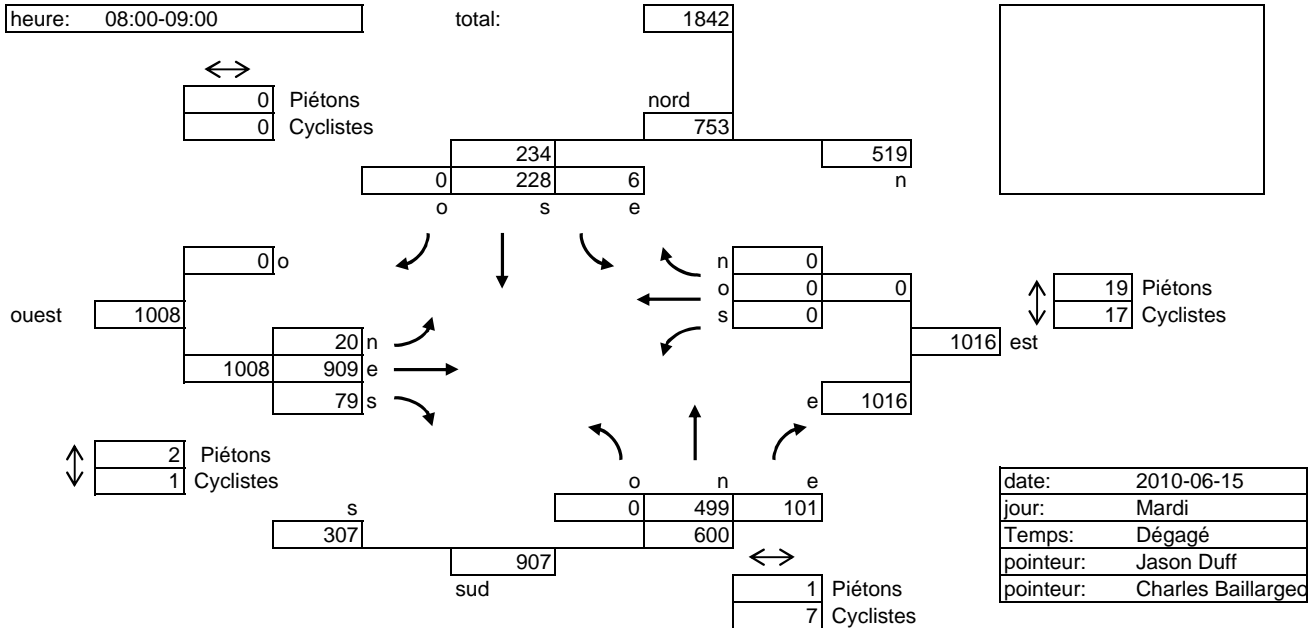 heure: 08:00-09:00 total: 1842
0 Piétons
nord
0 Cyclistes
753
234 519
0 228 6 n
o s e
0 o n 0
o 0 0 19 Piétons
ouest 1008 s 0 17 Cyclistes
20 n 1016 est
1008 909 e
79 s e 1016
2 Piétons
1 Cyclistes
o n e date: 2010-06-15
s 0 499 101 jour: Mardi
307 600 Temps: Dégagé
907 pointeur: Jason Duff
sud 1 Piétons pointeur: Charles Baillargeo
7 Cyclistes